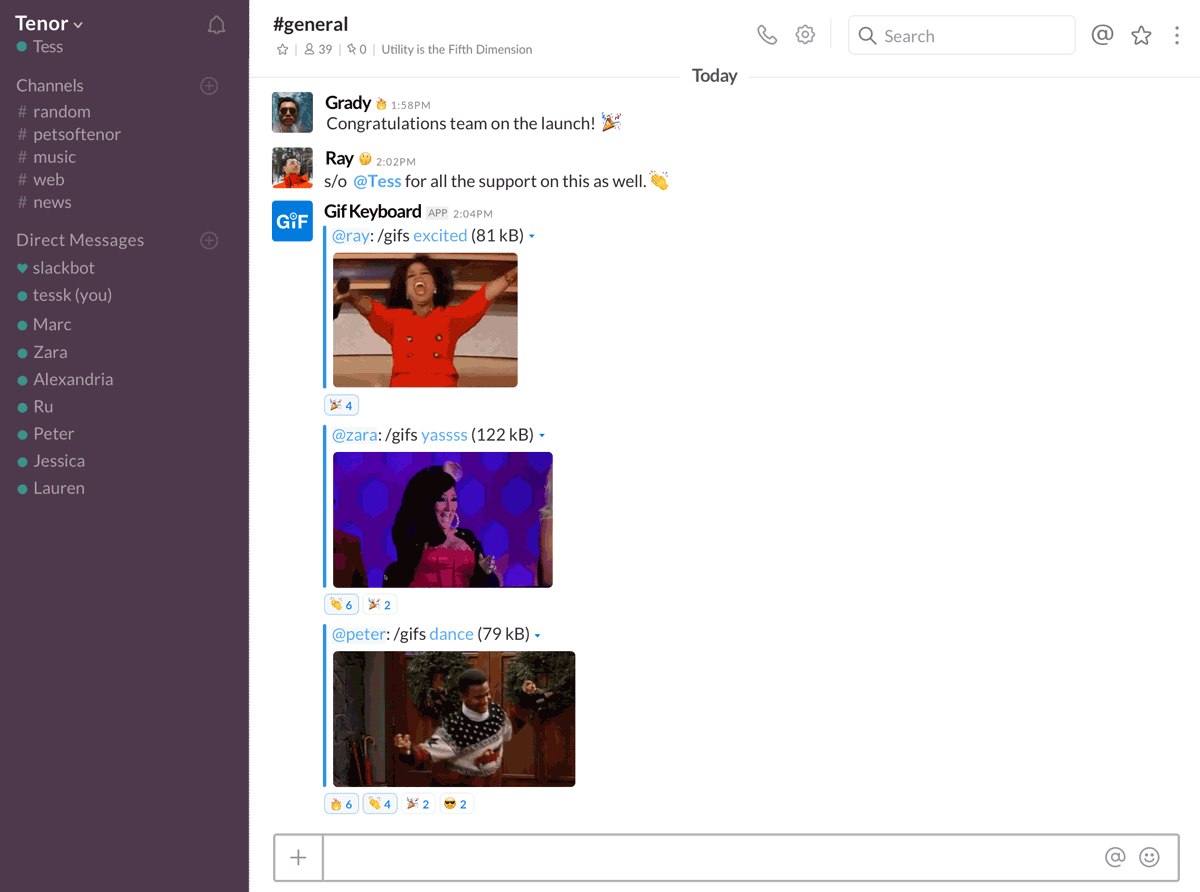 Tenor
Tess
Channels
# random
# petsoftenor
# music
# web
# news
Direct Messages
slackbot
tessk (you)
Marc
Zara
Alexandria
Ru
Peter
Jessica
Lauren
#general
39 | 0 | Utility is the Fifth Dimension
Search
@
Today
Grady 🔥 1:58PM
Congratulations team on the launch! 🎉
Ray 🤔 2:02PM
s/o @Tess for all the support on this as well. 👏
GIF
Gif Keyboard APP 2:04PM
@ray: /gifs excited (81 kB)
🎉 4
@zara: /gifs yassss (122 kB)
👏 6 🎉 2
@peter: /gifs dance (79 kB)
🔥 6 👏 4 🎉 2 😎 2
+ @